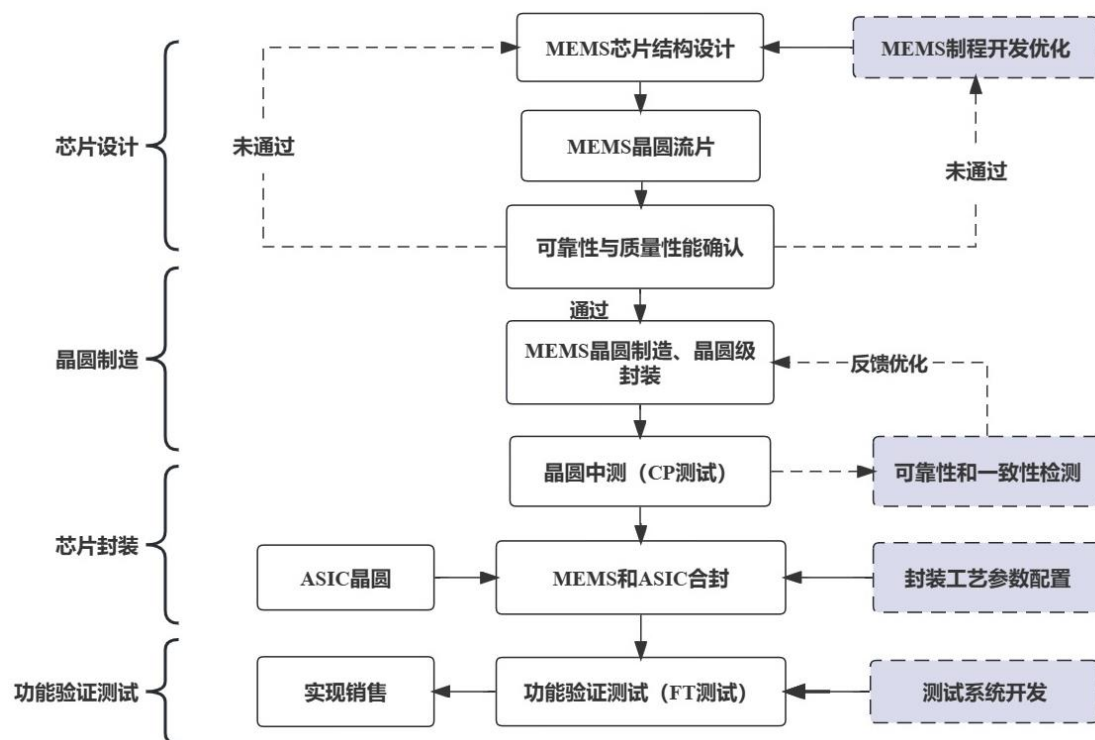 MEMS芯片结构设计
MEMS制程开发优化
芯片设计
未通过
MEMS晶圆流片
未通过
可靠性与质量性能确认
通过
晶圆制造
MEMS晶圆制造、晶圆级
封装
反馈优化
晶圆中测（CP测试）
可靠性和一致性检测
芯片封装
ASIC晶圆
MEMS和ASIC合封
封装工艺参数配置
功能验证测试
实现销售
功能验证测试（FT测试）
测试系统开发